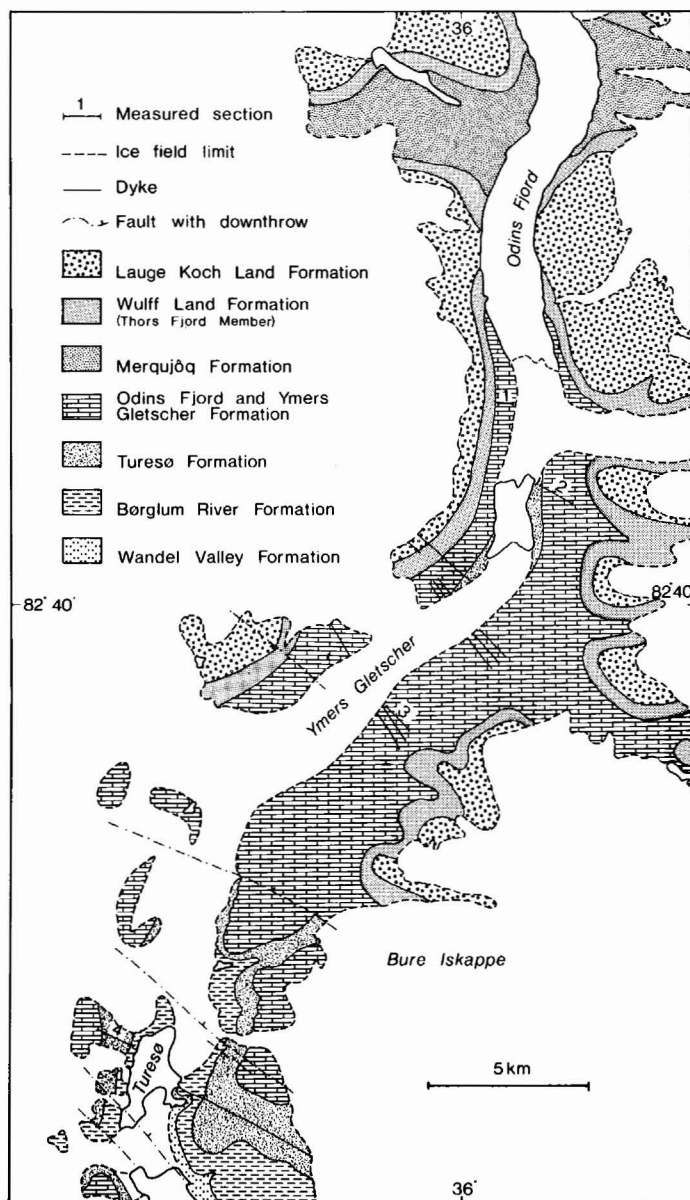 36°
1
Measured section
Ice field limit
Dyke
Fault with downthrow
Lauge Koch Land Formation
Wulff Land Formation
(Thors Fjord Member)
Merqujôq Formation
Odins Fjord and Ymers
Gletscher Formation
Turesø Formation
Børglum River Formation
Wandel Valley Formation
Odins Fjord
1
2
82° 40'
82° 40'
Ymers Gletscher
3
Bure Iskappe
4
Turesø
5 km
36°